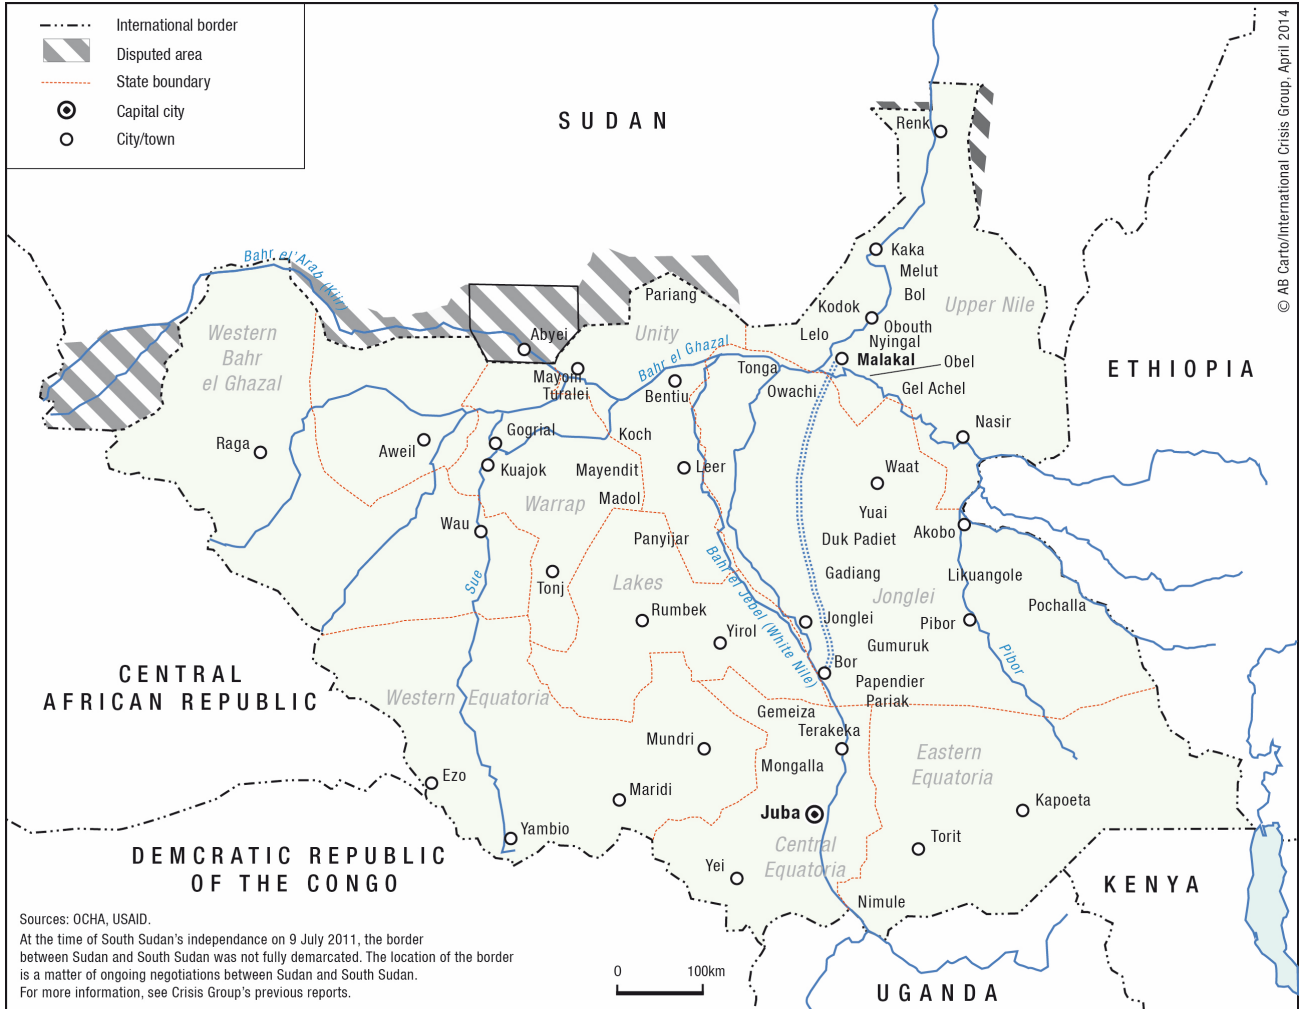 International border
Disputed area
State boundary
Capital city
City/town
© AB Carto/International Crisis Group, April 2014
SUDAN
Renk
Bahr el'Arab (Kiir)
Kaka
Melut
Bol
Pariang
Kodok
Upper Nile
Western
Bahr
el Ghazal
Abyei
Unity
Lelo
Obouth
Nyingal
Malakal
Obel
Bahr el Ghazal
Tonga
ETHIOPIA
Mayom
Turalei
Bentiu
Owachi
Gel Achel
Nasir
Raga
Aweil
Gogrial
Koch
Kuajok
Mayendit
Leer
Waat
Warrap
Madol
Yuai
Wau
Panyijar
Duk Padiet
Akobo
Sue
Tonj
Lakes
Bahr el Jebel (White Nile)
Gadiang
Likuangole
Jonglei
Pochalla
Rumbek
Jonglei
Pibor
Yirol
Gumuruk
Pibor
Bor
CENTRAL
AFRICAN REPUBLIC
Western Equatoria
Papendier
Pariak
Gemeiza
Terakeka
Mundri
Mongalla
Eastern
Equatoria
Ezo
Maridi
Kapoeta
Juba
Yambio
Torit
Central
Equatoria
DEMCRATIC REPUBLIC
OF THE CONGO
Yei
KENYA
Nimule
Sources: OCHA, USAID.
At the time of South Sudan's independance on 9 July 2011, the border
between Sudan and South Sudan was not fully demarcated. The location of the border
is a matter of ongoing negotiations between Sudan and South Sudan.
For more information, see Crisis Group's previous reports.
0 100km
UGANDA